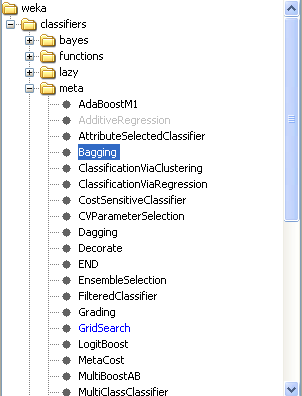 weka
classifiers
bayes
functions
lazy
meta
AdaBoostM1
AdditiveRegression
AttributeSelectedClassifier
Bagging
ClassificationViaClustering
ClassificationViaRegression
CostSensitiveClassifier
CVParameterSelection
Dagging
Decorate
END
EnsembleSelection
FilteredClassifier
Grading
GridSearch
LogitBoost
MetaCost
MultiBoostAB
MultiClassClassifier